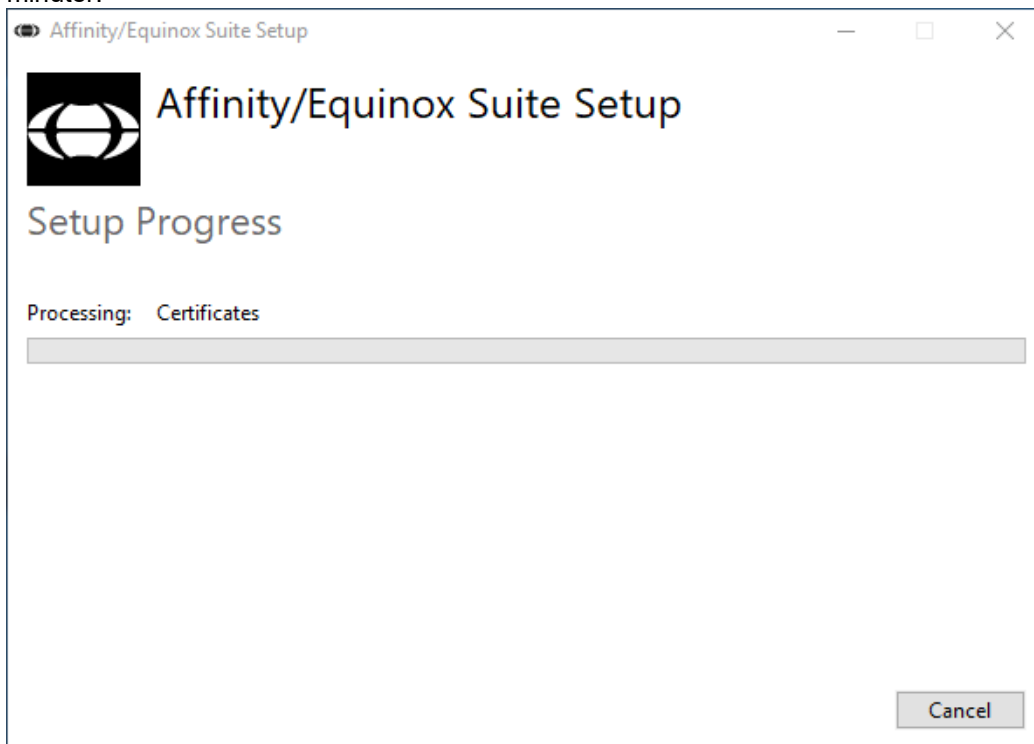 Affinity/Equinox Suite Setup
Affinity/Equinox Suite Setup
Setup Progress
Processing: Certificates
Cancel